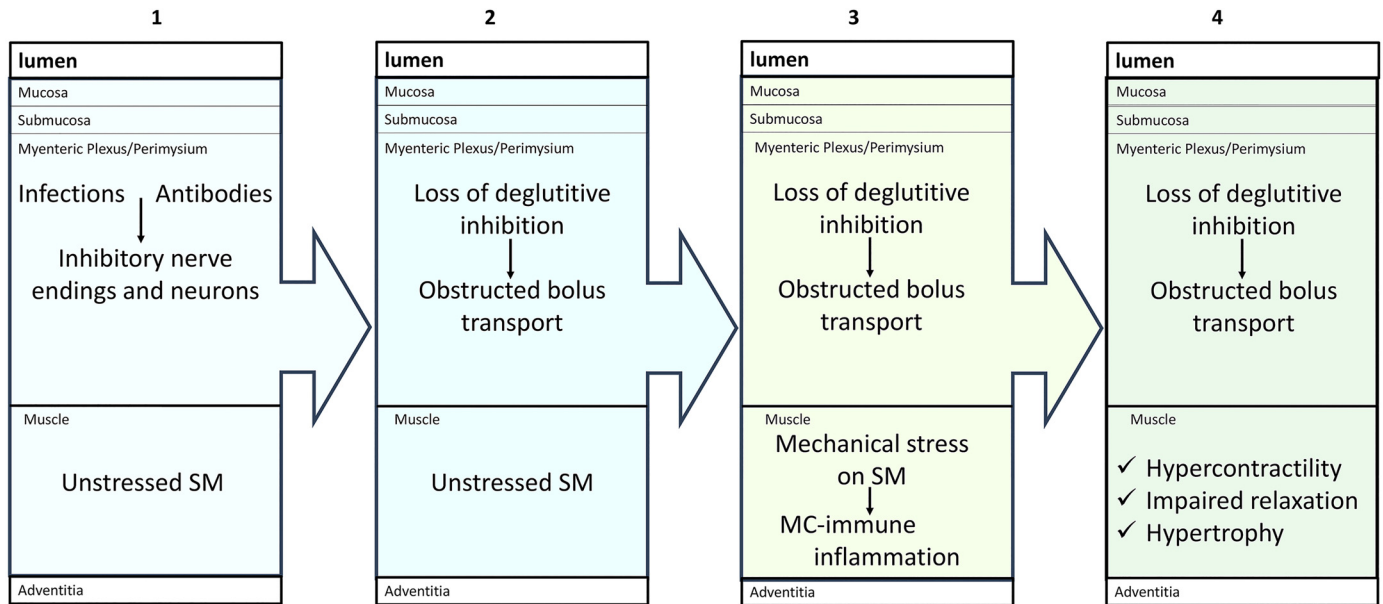 1
lumen
Mucosa
Submucosa
Myenteric Plexus/Perimysium
Infections Antibodies
Inhibitory nerve
endings and neurons
Muscle
Unstressed SM
Adventitia
2
lumen
Mucosa
Submucosa
Myenteric Plexus/Perimysium
Loss of deglutitive
inhibition
Obstructed bolus
transport
Muscle
Unstressed SM
Adventitia
3
lumen
Mucosa
Submucosa
Myenteric Plexus/Perimysium
Loss of deglutitive
inhibition
Obstructed bolus
transport
Muscle
Mechanical stress
on SM
MC-immune
inflammation
Adventitia
4
lumen
Mucosa
Submucosa
Myenteric Plexus/Perimysium
Loss of deglutitive
inhibition
Obstructed bolus
transport
Muscle
✓ Hypercontractility
✓ Impaired relaxation
✓ Hypertrophy
Adventitia